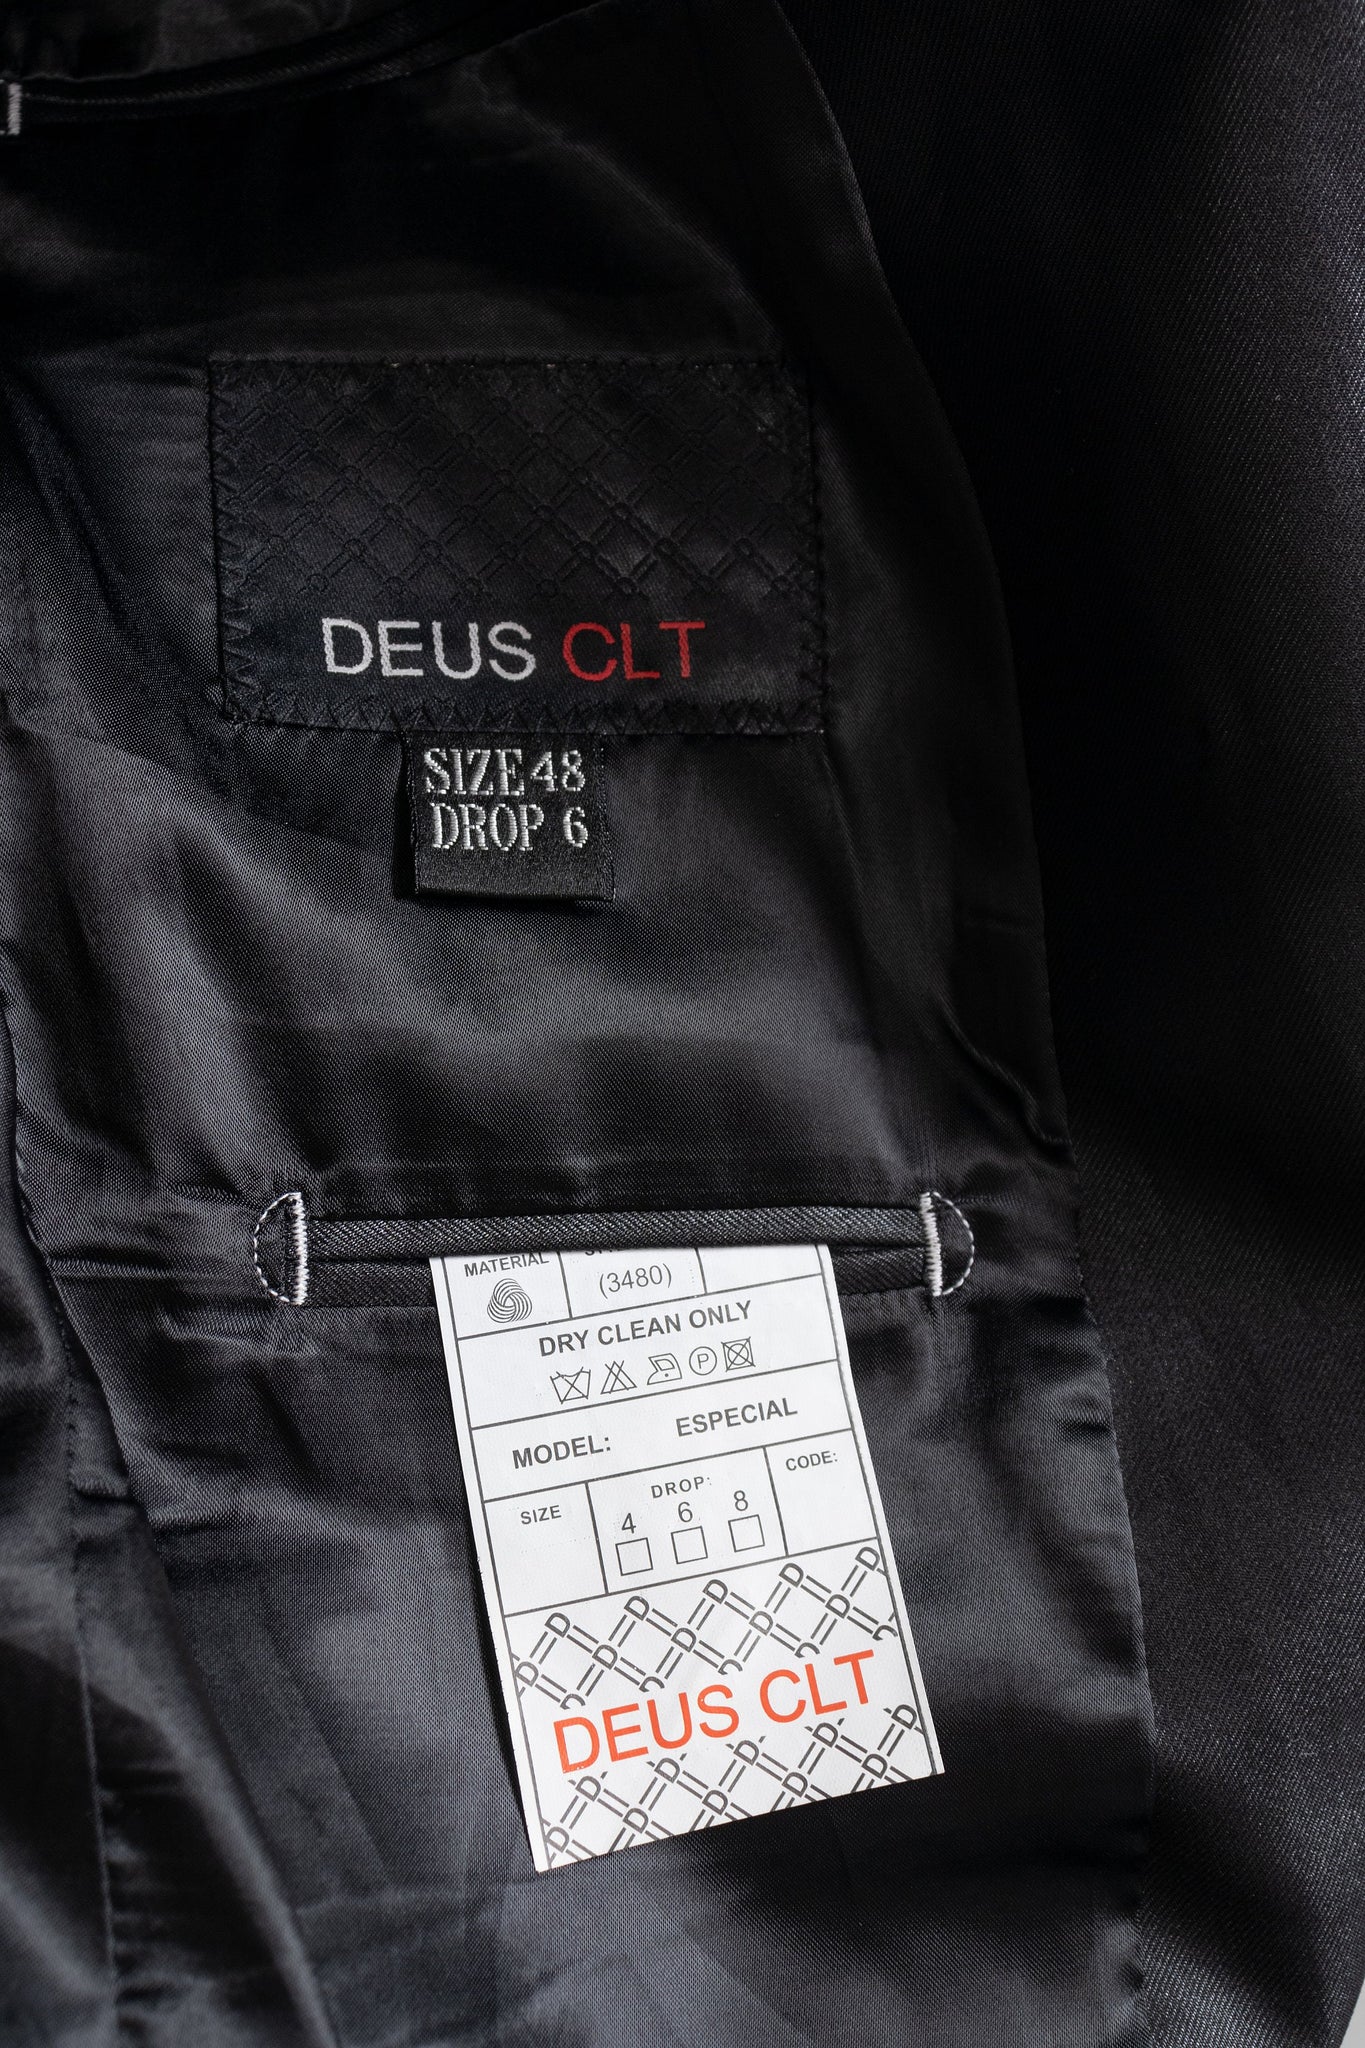 DEUS CLT
SIZE 48
DROP 6
MATERIAL
(3480)
DRY CLEAN ONLY
P
MODEL: ESPECIAL
SIZE
DROP:
CODE:
4 6 8
DEUS CLT